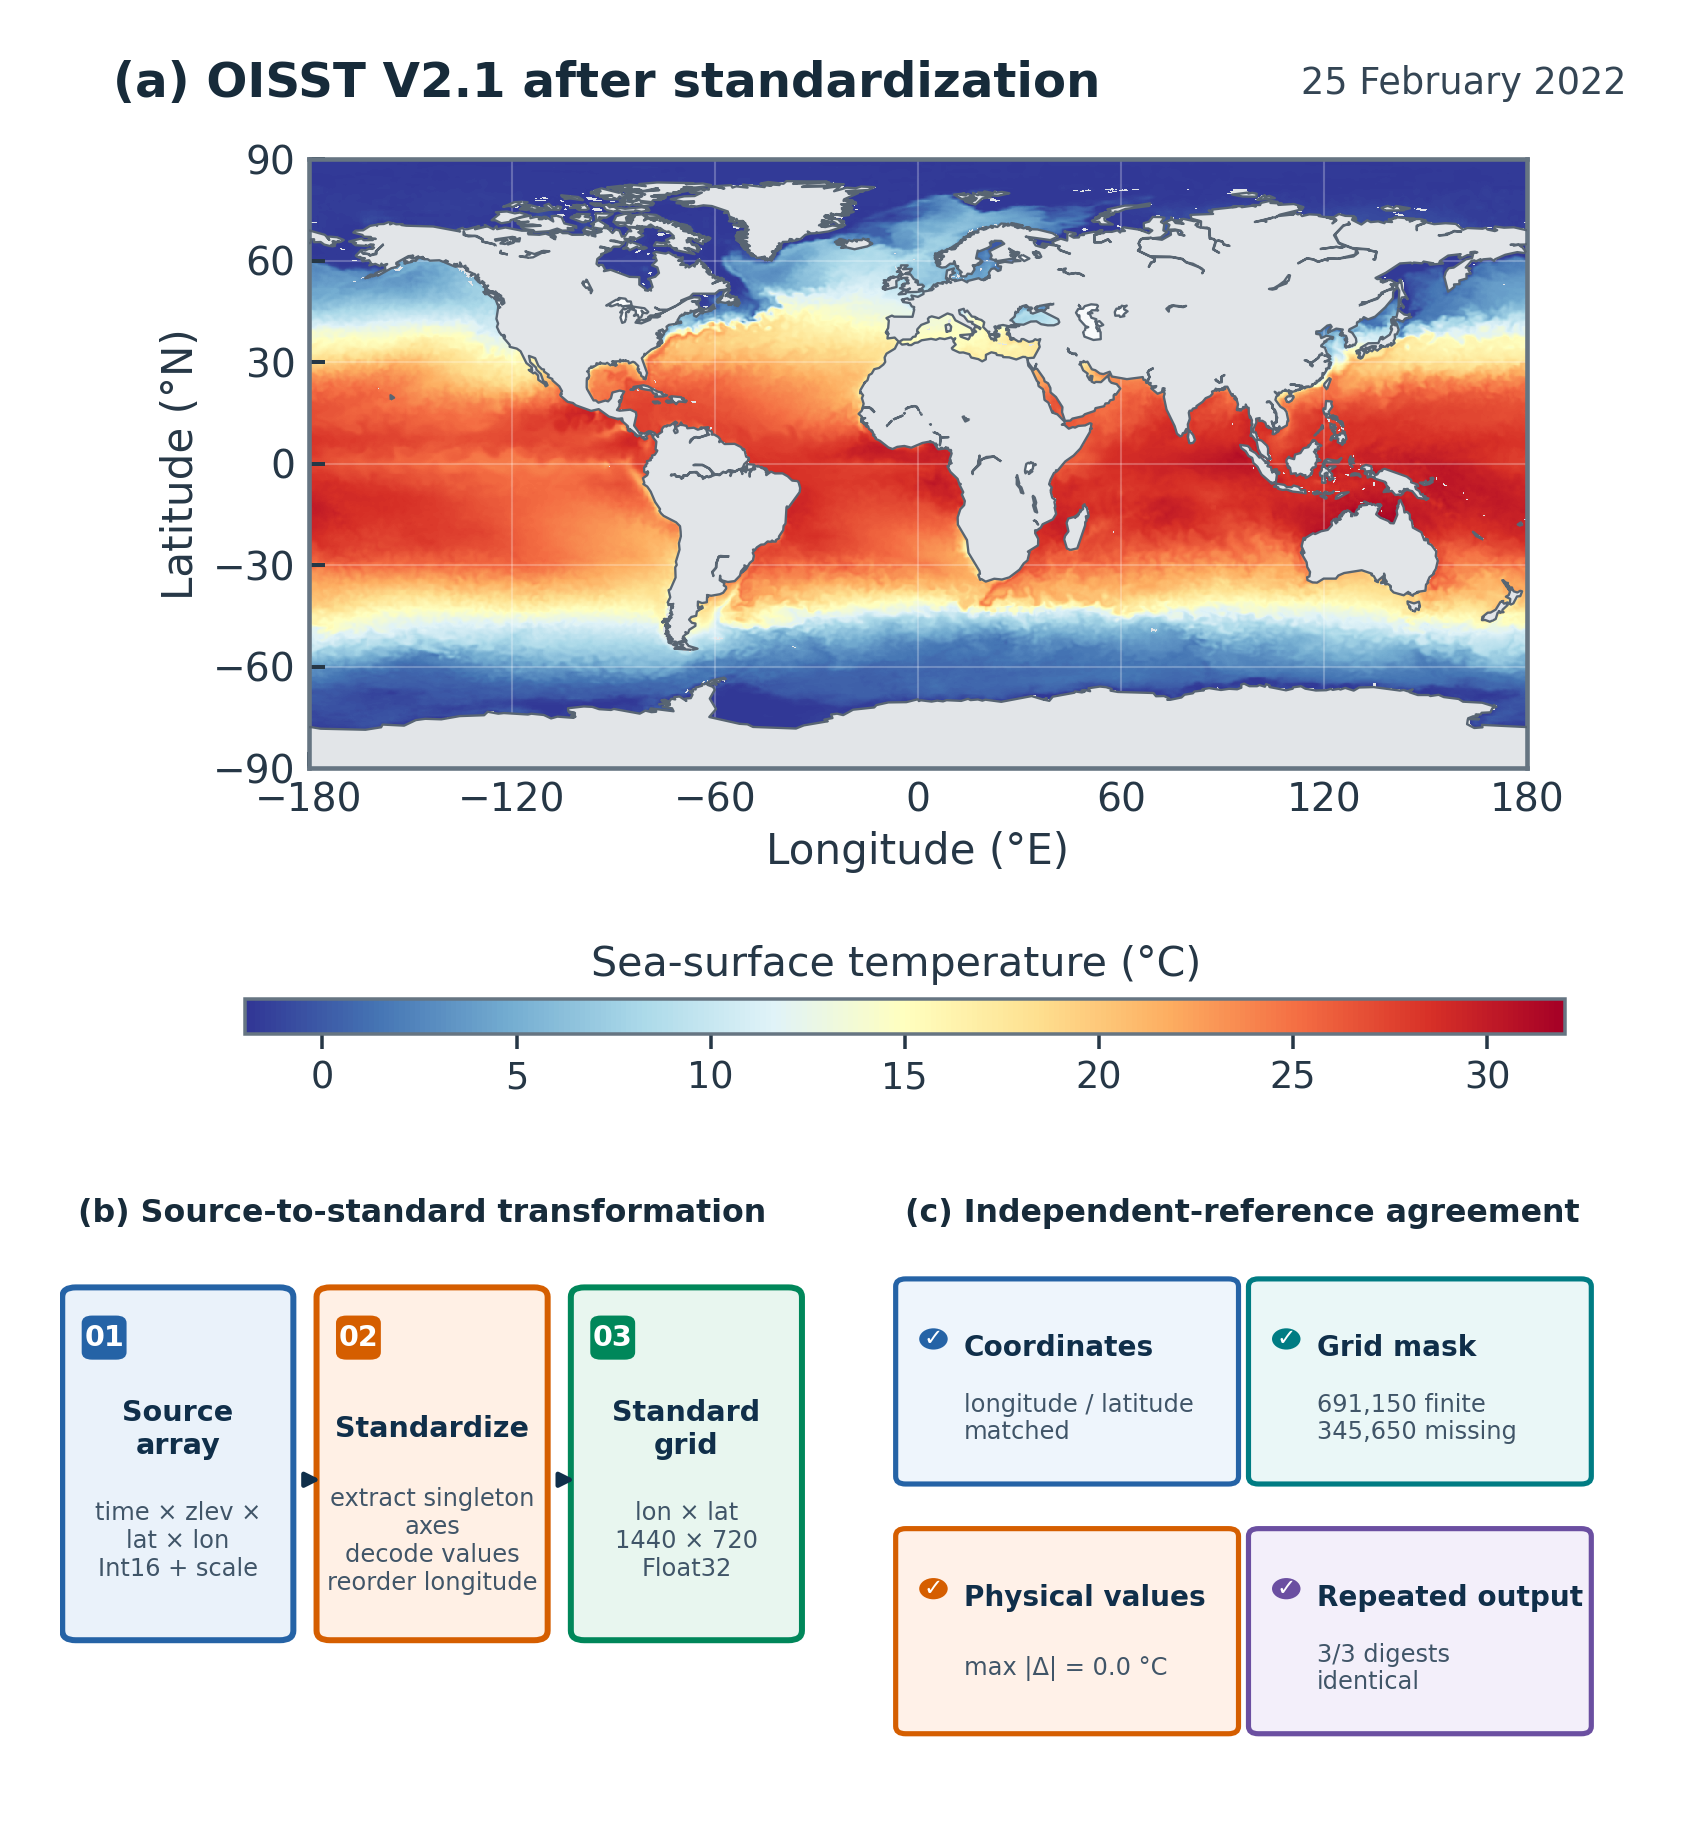 (a) OISST V2.1 after standardization
25 February 2022
90
60
30
0
−30
−60
−90
Latitude (°N)
−180 −120 −60 0 60 120 180
Longitude (°E)
Sea-surface temperature (°C)
0 5 10 15 20 25 30
(b) Source-to-standard transformation
01
Source
array
time × zlev ×
lat × lon
Int16 + scale
02
Standardize
extract singleton
axes
decode values
reorder longitude
03
Standard
grid
lon × lat
1440 × 720
Float32
(c) Independent-reference agreement
✓ Coordinates
longitude / latitude
matched
✓ Grid mask
691,150 finite
345,650 missing
✓ Physical values
max |Δ| = 0.0 °C
✓ Repeated output
3/3 digests
identical